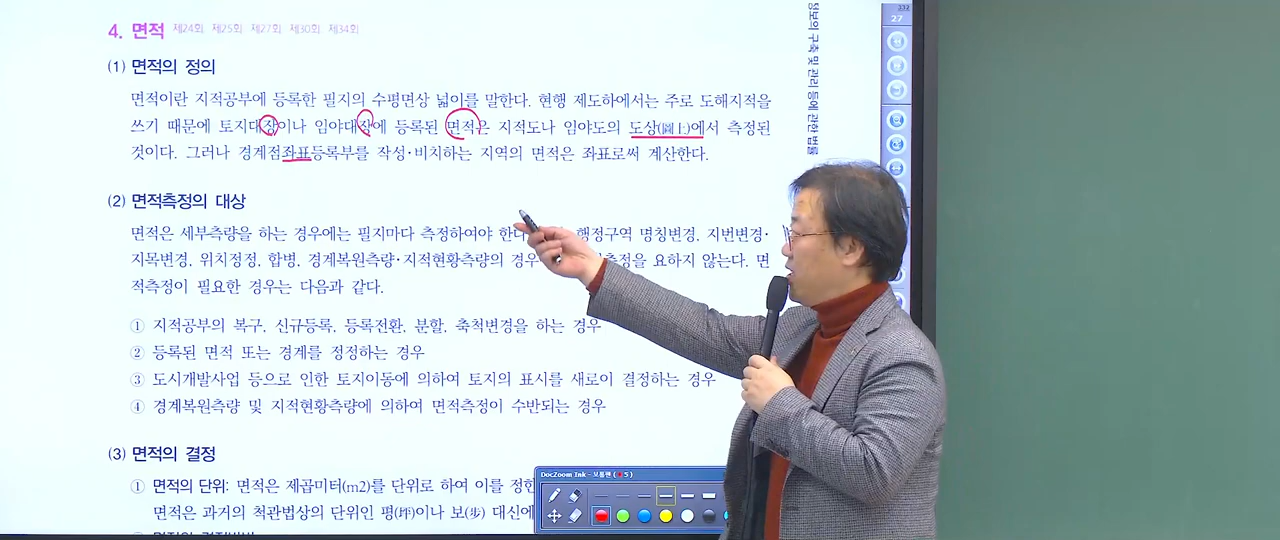 4. 면적 제24회 제25회 제27회 제30회 제34회
(1) 면적의 정의
면적이란 지적공부에 등록한 필지의 수평면상 넓이를 말한다. 현행 제도하에서는 주로 도해지적을
쓰기 때문에 토지대장이나 임야대장에 등록된 면적은 지적도나 임야도의 도상(圖上)에서 측정된
것이다. 그러나 경계점좌표등록부를 작성·비치하는 지역의 면적은 좌표로써 계산한다.
(2) 면적측정의 대상
면적은 세부측량을 하는 경우에는 필지마다 측정하여야 한다 행정구역 명칭변경, 지번변경·
지목변경, 위치정정, 합병, 경계복원측량·지적현황측량의 경우 측정을 요하지 않는다. 면
적측정이 필요한 경우는 다음과 같다.
① 지적공부의 복구, 신규등록, 등록전환, 분할, 축척변경을 하는 경우
② 등록된 면적 또는 경계를 정정하는 경우
③ 도시개발사업 등으로 인한 토지이동에 의하여 토지의 표시를 새로이 결정하는 경우
④ 경계복원측량 및 지적현황측량에 의하여 면적측정이 수반되는 경우
(3) 면적의 결정
① 면적의 단위: 면적은 제곱미터(m2)를 단위로 하여 이를 정한
면적은 과거의 척관법상의 단위인 평(坪)이나 보(步) 대신에
정보의 구축 및 관리 등에 관한 법률
332
27
DocZoom Ink - 보통펜 ( 5 )